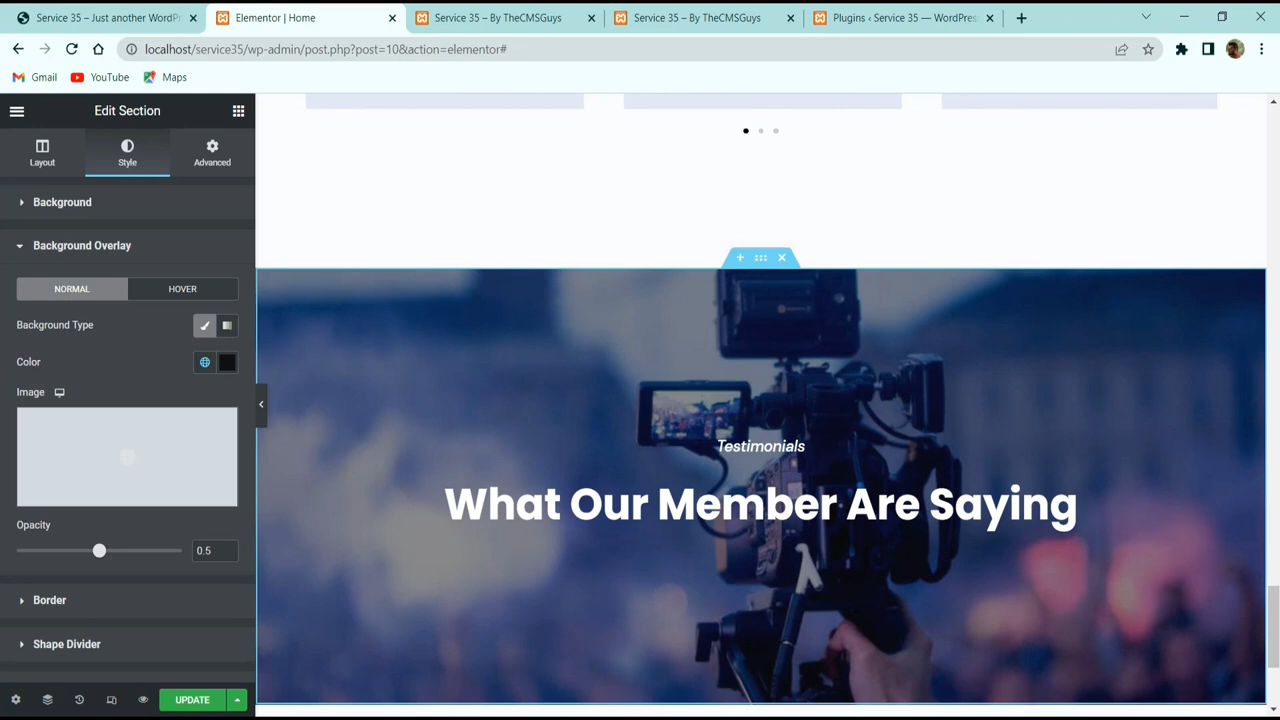 Service 35 – Just another WordPr
Elementor | Home
Service 35 – By TheCMSGuys
Service 35 – By TheCMSGuys
Plugins ‹ Service 35 — WordPres
localhost/service35/wp-admin/post.php?post=10&action=elementor#
Gmail
YouTube
Maps
Edit Section
Layout
Style
Advanced
Background
Background Overlay
NORMAL
HOVER
Background Type
Color
Image
Opacity
0.5
Border
Shape Divider
UPDATE
Testimonials
What Our Member Are Saying